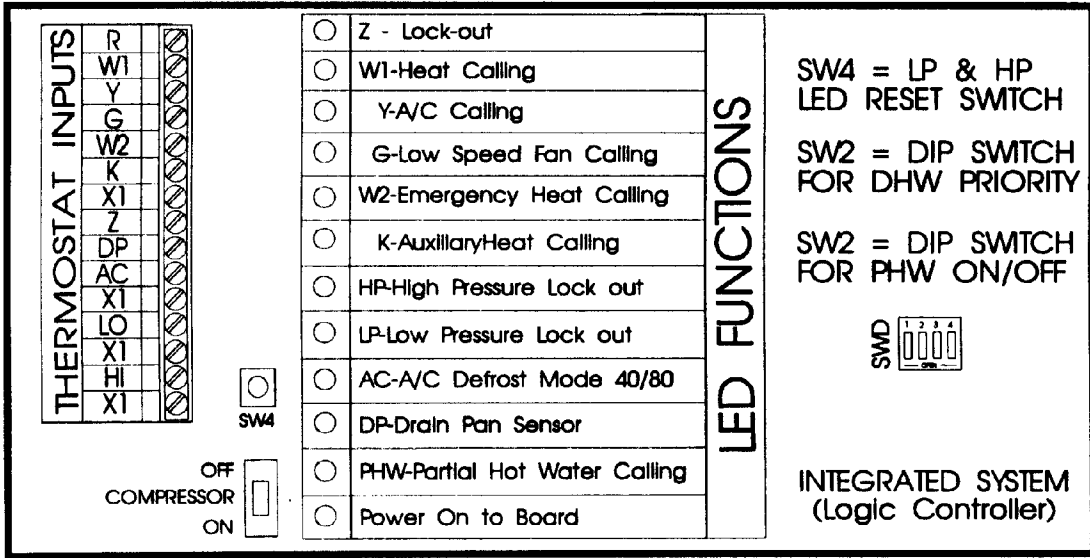 THERMOSTAT INPUTS
R
W1
Y
G
W2
K
X1
Z
DP
AC
X1
LO
X1
HI
X1
SW4
OFF
COMPRESSOR
ON
Z - Lock-out
W1-Heat Calling
Y-A/C Calling
G-Low Speed Fan Calling
W2-Emergency Heat Calling
K-AuxiliaryHeat Calling
HP-High Pressure Lock out
LP-Low Pressure Lock out
AC-A/C Defrost Mode 40/80
DP-Drain Pan Sensor
PHW-Partial Hot Water Calling
Power On to Board
LED FUNCTIONS
SW4 = LP & HP
LED RESET SWITCH
SW2 = DIP SWITCH
FOR DHW PRIORITY
SW2 = DIP SWITCH
FOR PHW ON/OFF
SWD
1 2 3 4
OPEN
INTEGRATED SYSTEM
(Logic Controller)